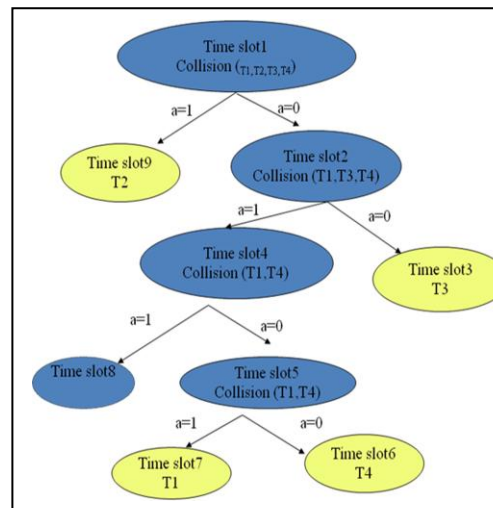 Time slot1
Collision (T1,T2,T3,T4)
a=1
a=0
Time slot9
T2
Time slot2
Collision (T1,T3,T4)
a=1
a=0
Time slot4
Collision (T1,T4)
Time slot3
T3
a=1
a=0
Time slot8
Time slot5
Collision (T1,T4)
a=1
a=0
Time slot7
T1
Time slot6
T4